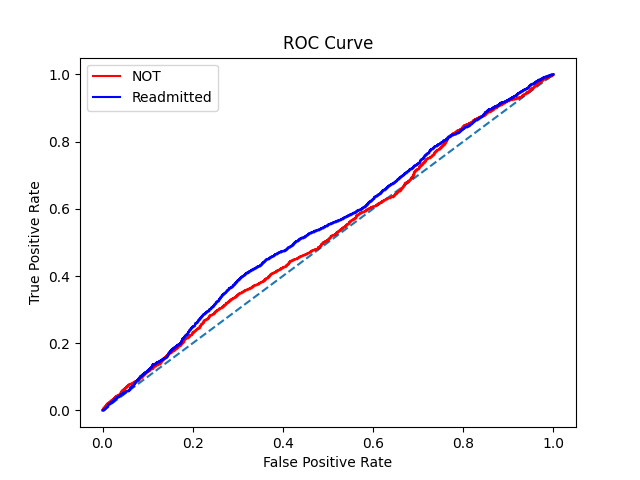 ROC Curve
NOT
Readmitted
True Positive Rate
1.0
0.8
0.6
0.4
0.2
0.0
0.0 0.2 0.4 0.6 0.8 1.0
False Positive Rate